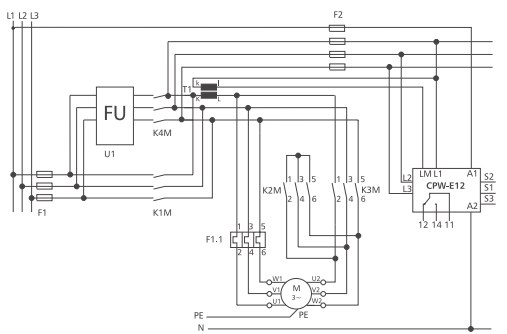 L1 L2 L3 F2
k l
T1
K L
FU
U1
K4M
LM L1 A1
L2
L3
CPW-E12
S2
S1
S3
A2
12 14 11
F1
K1M
K2M 1 3 5 1 3 5 K3M
2 4 6 2 4 6
1 3 5
F1.1
2 4 6
W1 U2
V1 M V2
3~
U1 W2
PE PE
N